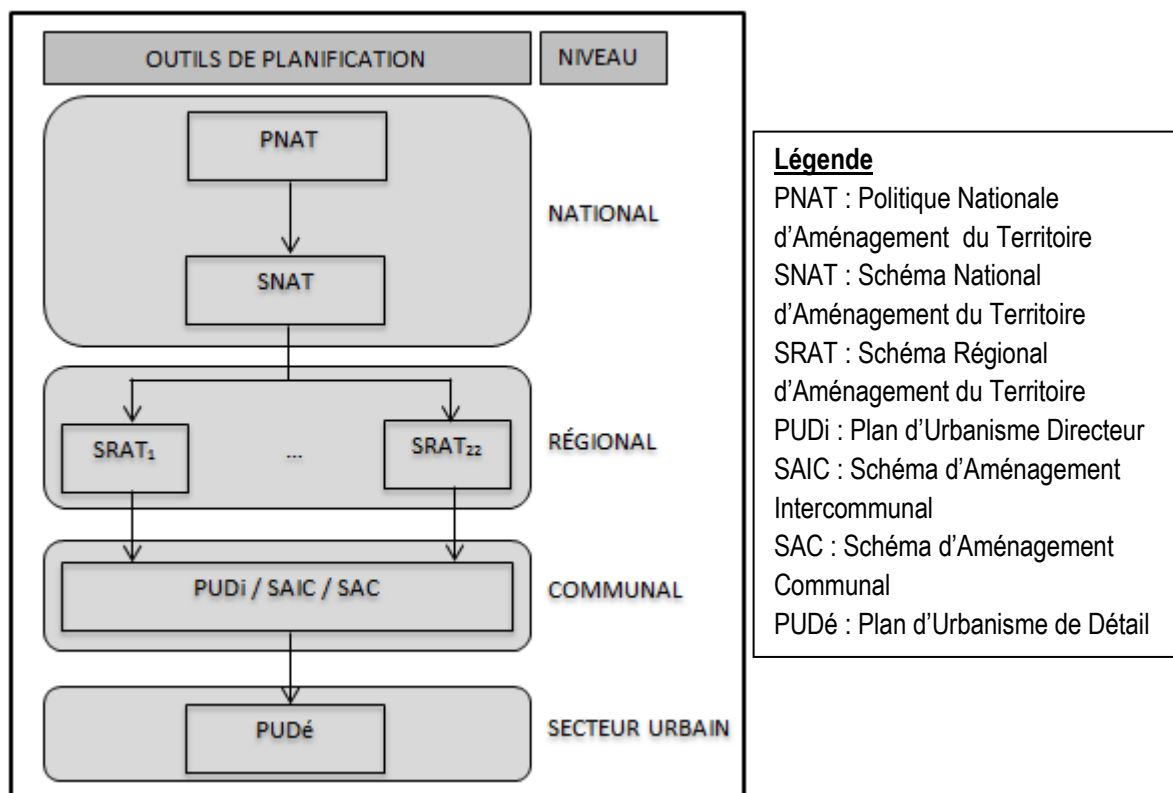 OUTILS DE PLANIFICATION
NIVEAU
PNAT
NATIONAL
SNAT
SRAT₁
...
SRAT₂₂
RÉGIONAL
PUDi / SAIC / SAC
COMMUNAL
PUDé
SECTEUR URBAIN
Légende
PNAT : Politique Nationale
d'Aménagement du Territoire
SNAT : Schéma National
d'Aménagement du Territoire
SRAT : Schéma Régional
d'Aménagement du Territoire
PUDi : Plan d'Urbanisme Directeur
SAIC : Schéma d'Aménagement
Intercommunal
SAC : Schéma d'Aménagement
Communal
PUDé : Plan d'Urbanisme de Détail